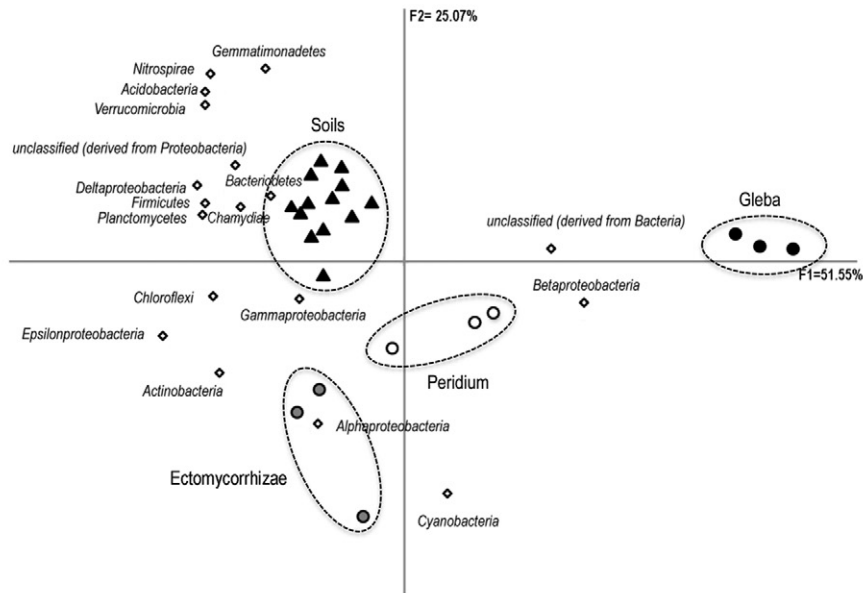 F2= 25.07%
Gemmatimonadetes
Nitrospirae
Acidobacteria
Verrucomicrobia
Soils
unclassified (derived from Proteobacteria)
Deltaproteobacteria
Bacteriodetes
Firmicutes
Planctomycetes
Chamydiae
Gleba
unclassified (derived from Bacteria)
F1=51.55%
Betaproteobacteria
Chloroflexi
Gammaproteobacteria
Epsilonproteobacteria
Actinobacteria
Peridium
Alphaproteobacteria
Ectomycorrhizae
Cyanobacteria